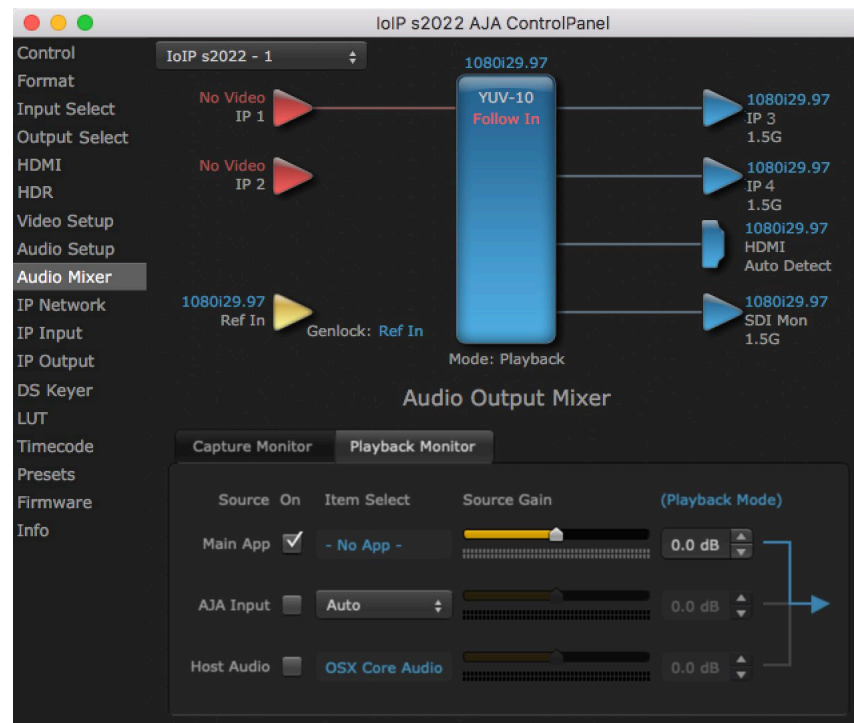 IoIP s2022 AJA ControlPanel
Control
Format
Input Select
Output Select
HDMI
HDR
Video Setup
Audio Setup
Audio Mixer
IP Network
IP Input
IP Output
DS Keyer
LUT
Timecode
Presets
Firmware
Info
IoIP s2022 - 1
1080i29.97
YUV-10
Follow In
No Video
IP 1
No Video
IP 2
1080i29.97
Ref In
Genlock: Ref In
Mode: Playback
1080i29.97
IP 3
1.5G
1080i29.97
IP 4
1.5G
1080i29.97
HDMI
Auto Detect
1080i29.97
SDI Mon
1.5G
Audio Output Mixer
Capture Monitor Playback Monitor
Source On Item Select Source Gain (Playback Mode)
Main App - No App - 0.0 dB
AJA Input Auto 0.0 dB
Host Audio OSX Core Audio 0.0 dB